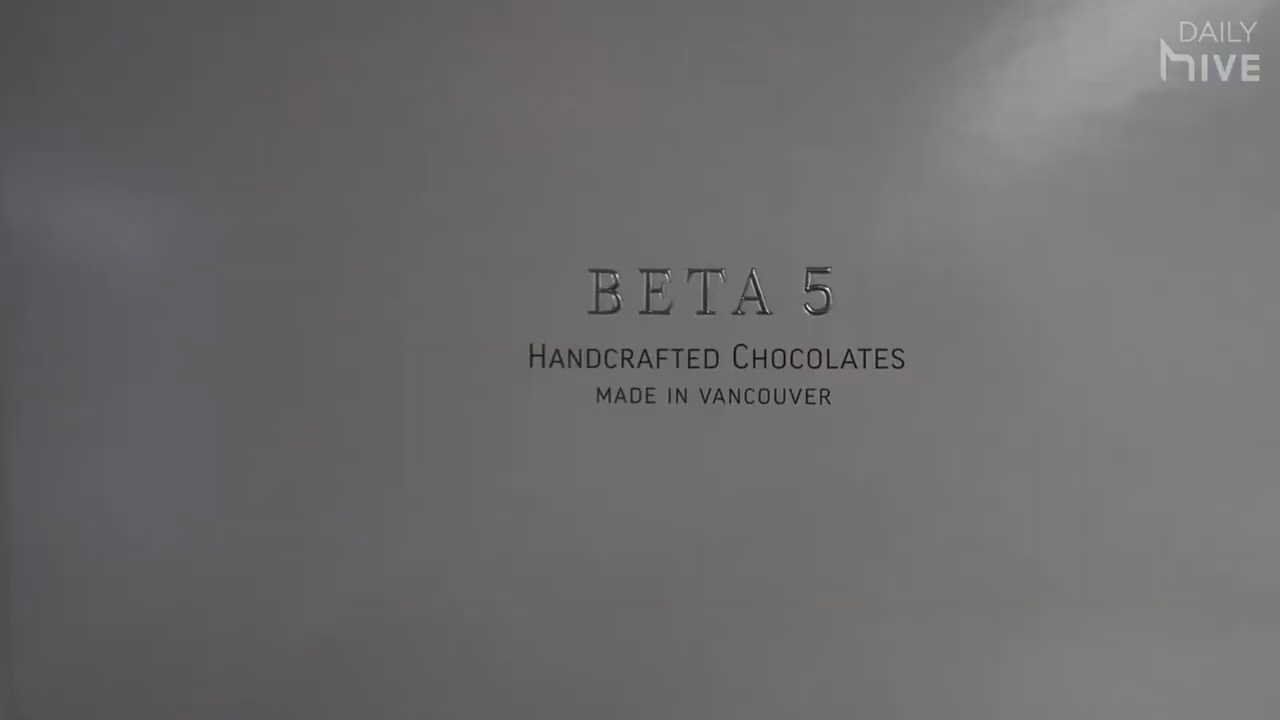 DAILY
HIVE
BETA 5
HANDCRAFTED CHOCOLATES
MADE IN VANCOUVER